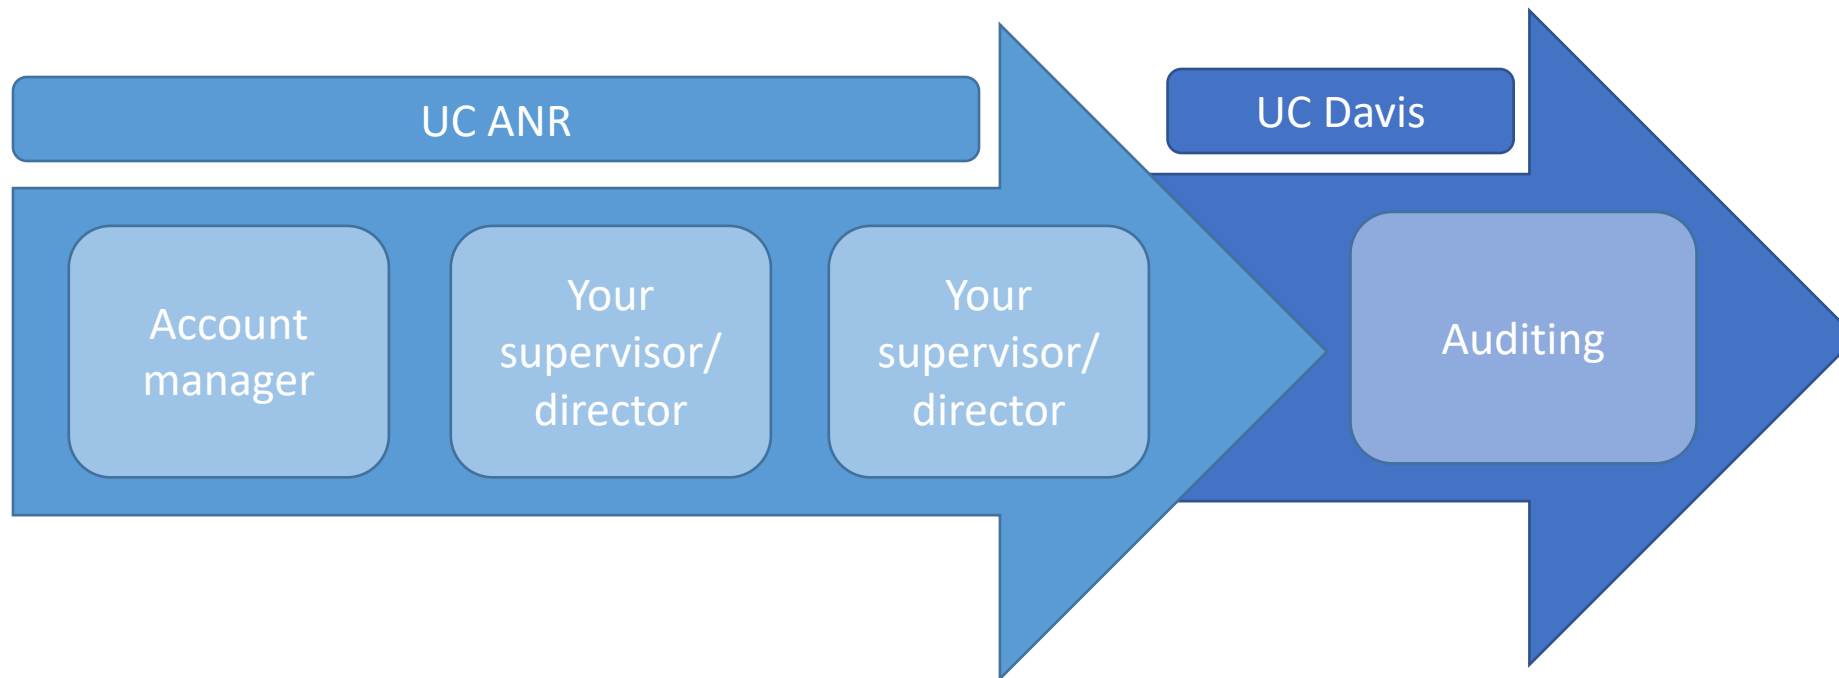 UC ANR
UC Davis
Account
manager
Your
supervisor/
director
Your
supervisor/
director
Auditing